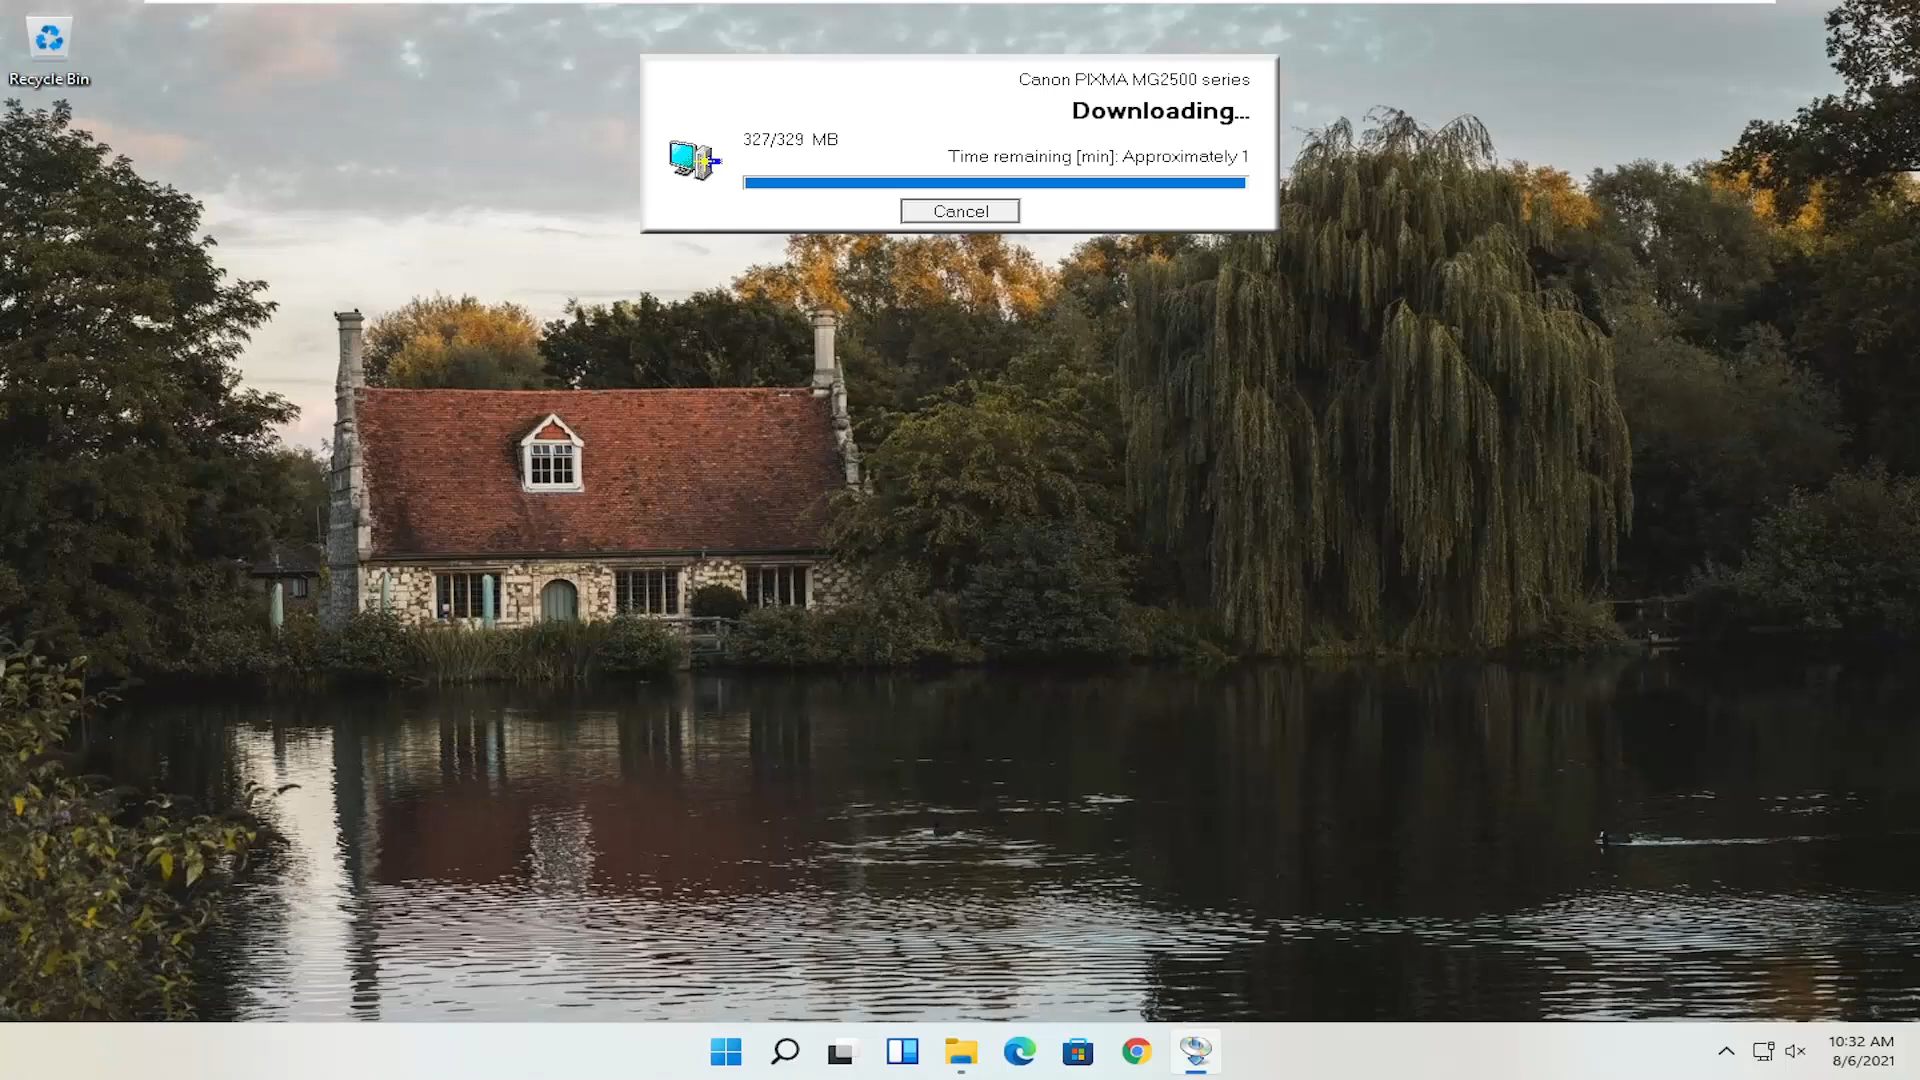 Recycle Bin
Canon PIXMA MG2500 series
Downloading...
327/329 MB
Time remaining [min]: Approximately 1
Cancel
10:32 AM
8/6/2021